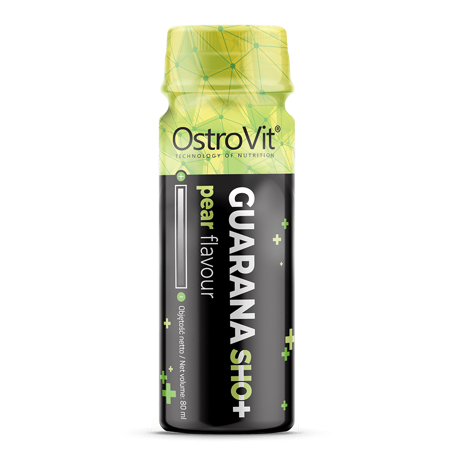 OstroVit®
TECHNOLOGY OF NUTRITION
GUARANA SHO+
pear flavour
Objętość netto / Net volume: 80 ml